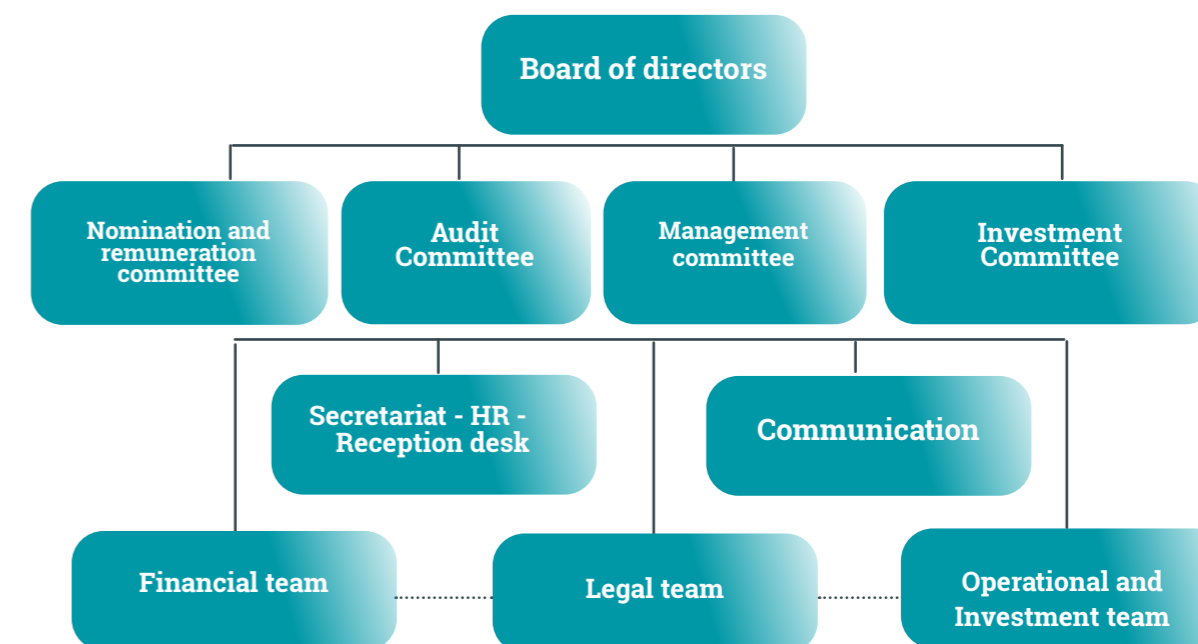 Board of directors
Nomination and
remuneration
committee
Audit
Committee
Management
committee
Investment
Committee
Secretariat - HR -
Reception desk
Communication
Financial team
Legal team
Operational and
Investment team